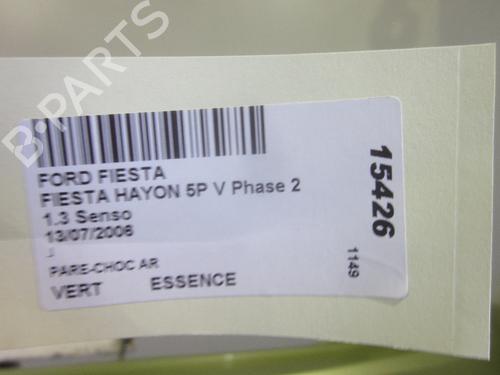 B-PARTS
FORD FIESTA
FIESTA HAYON 5P V Phase 2
1.3 Senso
13/07/2006
J
PARE-CHOC AR
VERT ESSENCE
15426
1149